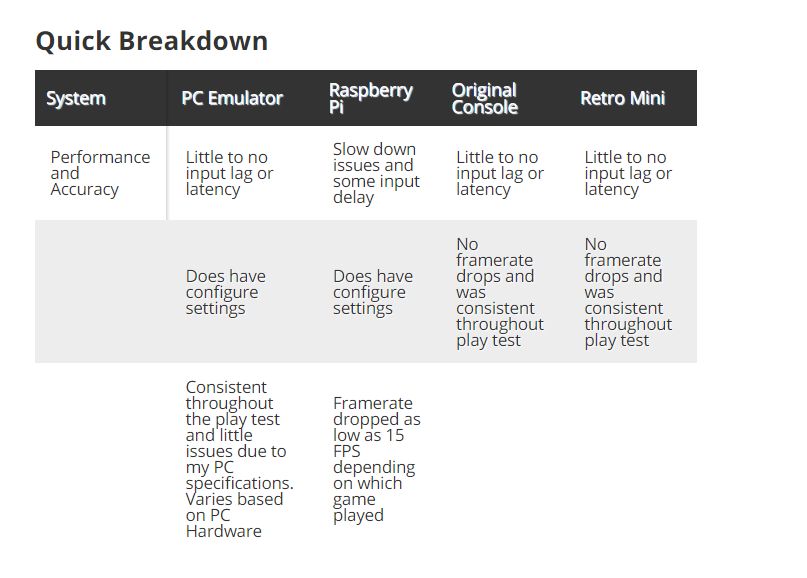 Quick Breakdown
System
PC Emulator
Raspberry
Pi
Original
Console
Retro Mini
Performance
and
Accuracy
Little to no
input lag or
latency
Slow down
issues and
some input
delay
Little to no
input lag or
latency
Little to no
input lag or
latency
Does have
configure
settings
Does have
configure
settings
No
framerate
drops and
was
consistent
throughout
play test
No
framerate
drops and
was
consistent
throughout
play test
Consistent
throughout
the play test
and little
issues due to
my PC
specifications.
Varies based
on PC
Hardware
Framerate
dropped as
low as 15
FPS
depending
on which
game
played